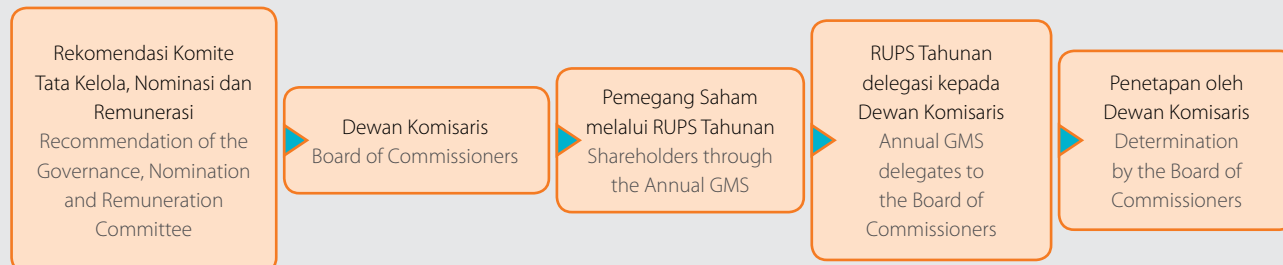 Rekomendasi Komite
Tata Kelola, Nominasi dan
Remunerasi
Recommendation of the
Governance, Nomination
and Remuneration
Committee
Dewan Komisaris
Board of Commissioners
Pemegang Saham
melalui RUPS Tahunan
Shareholders through
the Annual GMS
RUPS Tahunan
delegasi kepada
Dewan Komisaris
Annual GMS
delegates to
the Board of
Commissioners
Penetapan oleh
Dewan Komisaris
Determination
by the Board of
Commissioners